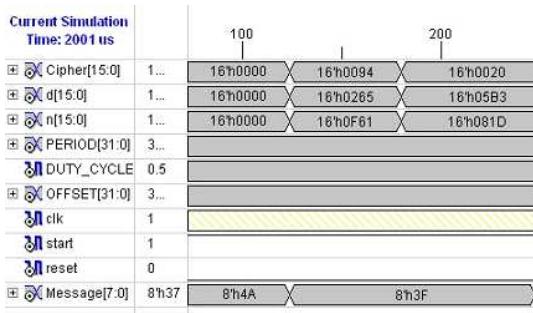 Current Simulation
Time: 2001 us
100 200
Cipher[15:0] 1... 16'h0000 16'h0094 16'h0020
d[15:0] 1... 16'h0000 16'h0265 16'h05B3
n[15:0] 1... 16'h0000 16'h0F61 16'h081D
PERIOD[31:0] 3...
DUTY_CYCLE 0.5
OFFSET[31:0] 3...
clk 1
start 1
reset 0
Message[7:0] 8'h37 8'h4A 8'h3F